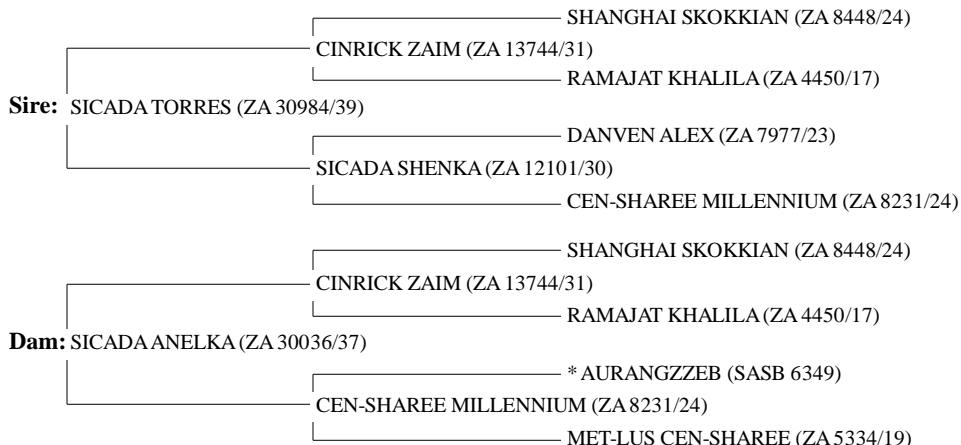 SHANGHAI SKOKKIAN (ZA 8448/24)
CINRICK ZAIM (ZA 13744/31)
RAMAJAT KHALILA (ZA 4450/17)
Sire: SICADA TORRES (ZA 30984/39)
DANVEN ALEX (ZA 7977/23)
SICADA SHENKA (ZA 12101/30)
CEN-SHAREE MILLENNIUM (ZA 8231/24)
SHANGHAI SKOKKIAN (ZA 8448/24)
CINRICK ZAIM (ZA 13744/31)
RAMAJAT KHALILA (ZA 4450/17)
Dam: SICADA ANELKA (ZA 30036/37)
* AURANGZZEB (SASB 6349)
CEN-SHAREE MILLENNIUM (ZA 8231/24)
MET-LUS CEN-SHAREE (ZA 5334/19)